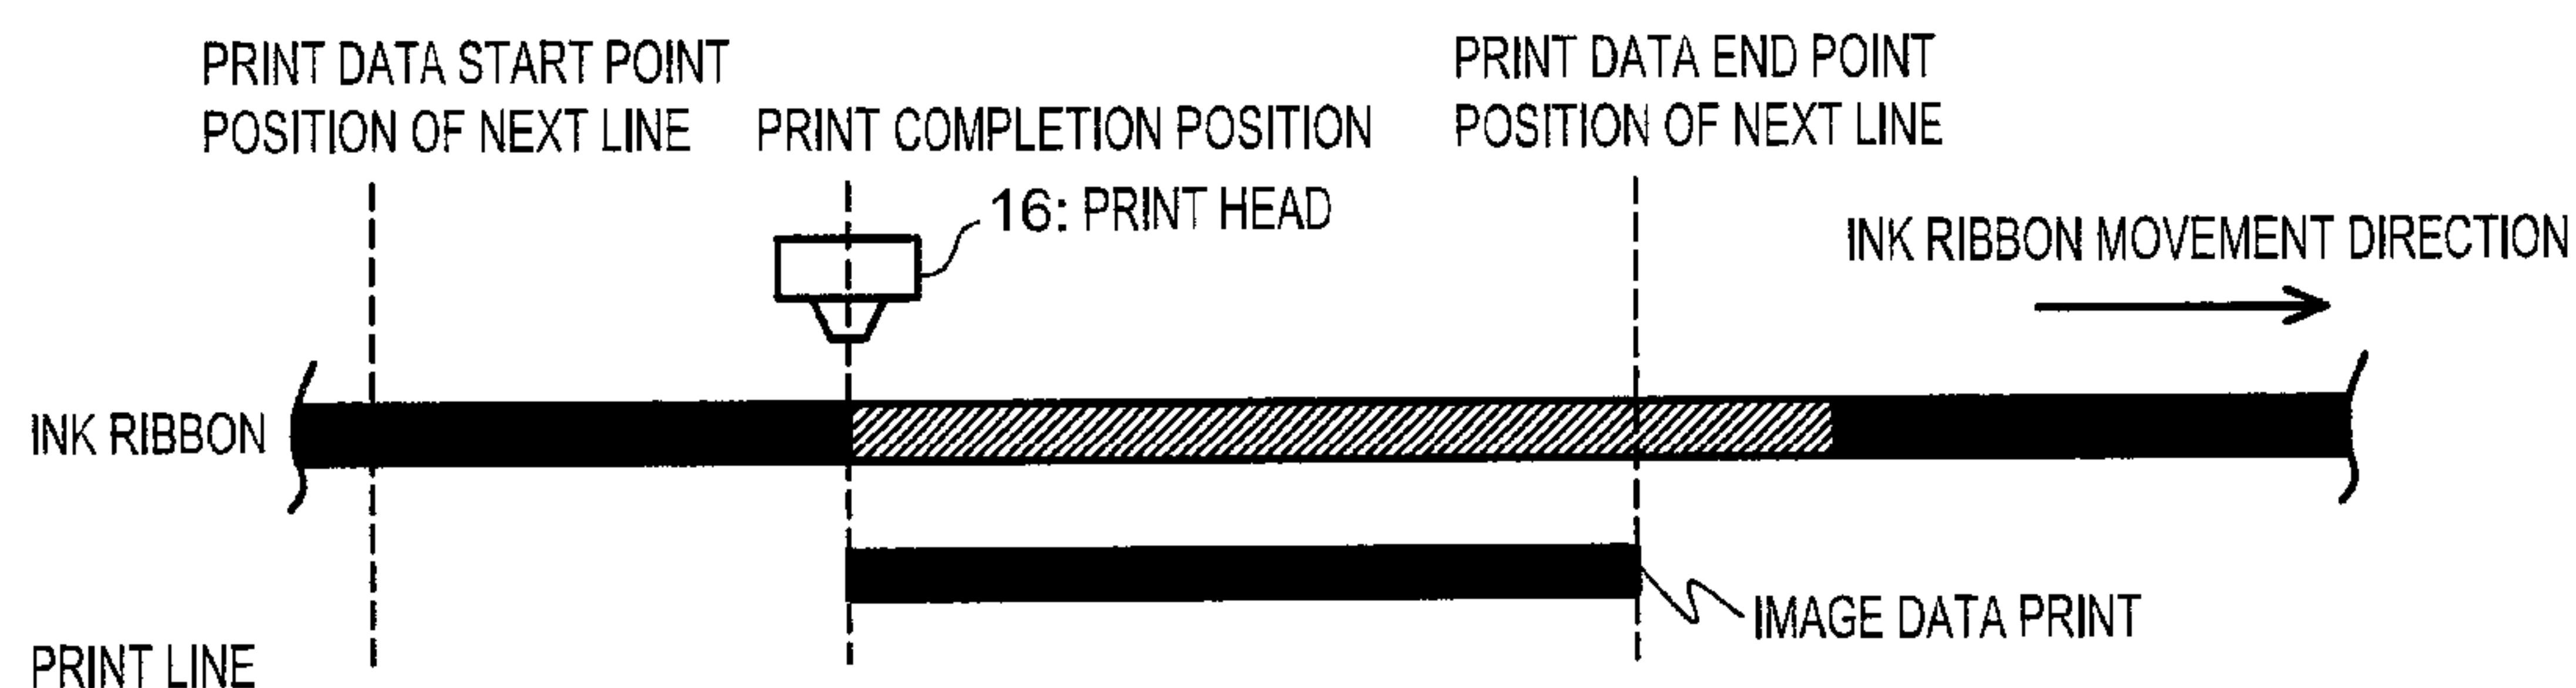 PRINT DATA START POINT
POSITION OF NEXT LINE
PRINT COMPLETION POSITION
PRINT DATA END POINT
POSITION OF NEXT LINE
16: PRINT HEAD
INK RIBBON MOVEMENT DIRECTION
INK RIBBON
IMAGE DATA PRINT
PRINT LINE